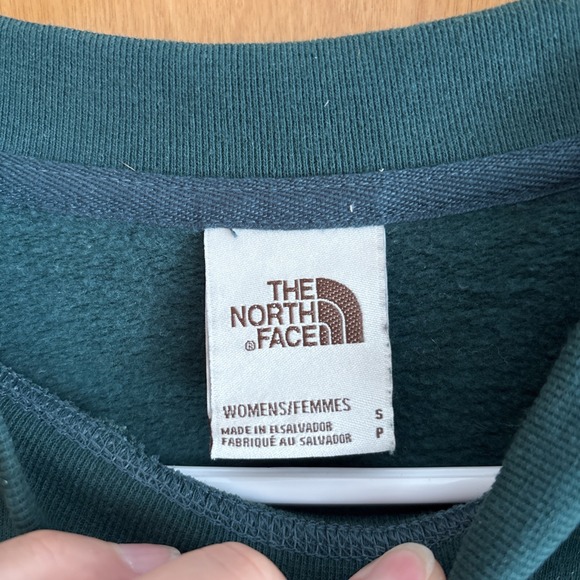 THE
NORTH
® FACE
WOMENS/FEMMES S
MADE IN ELSALVADOR
FABRIQUÉ AU SALVADOR P